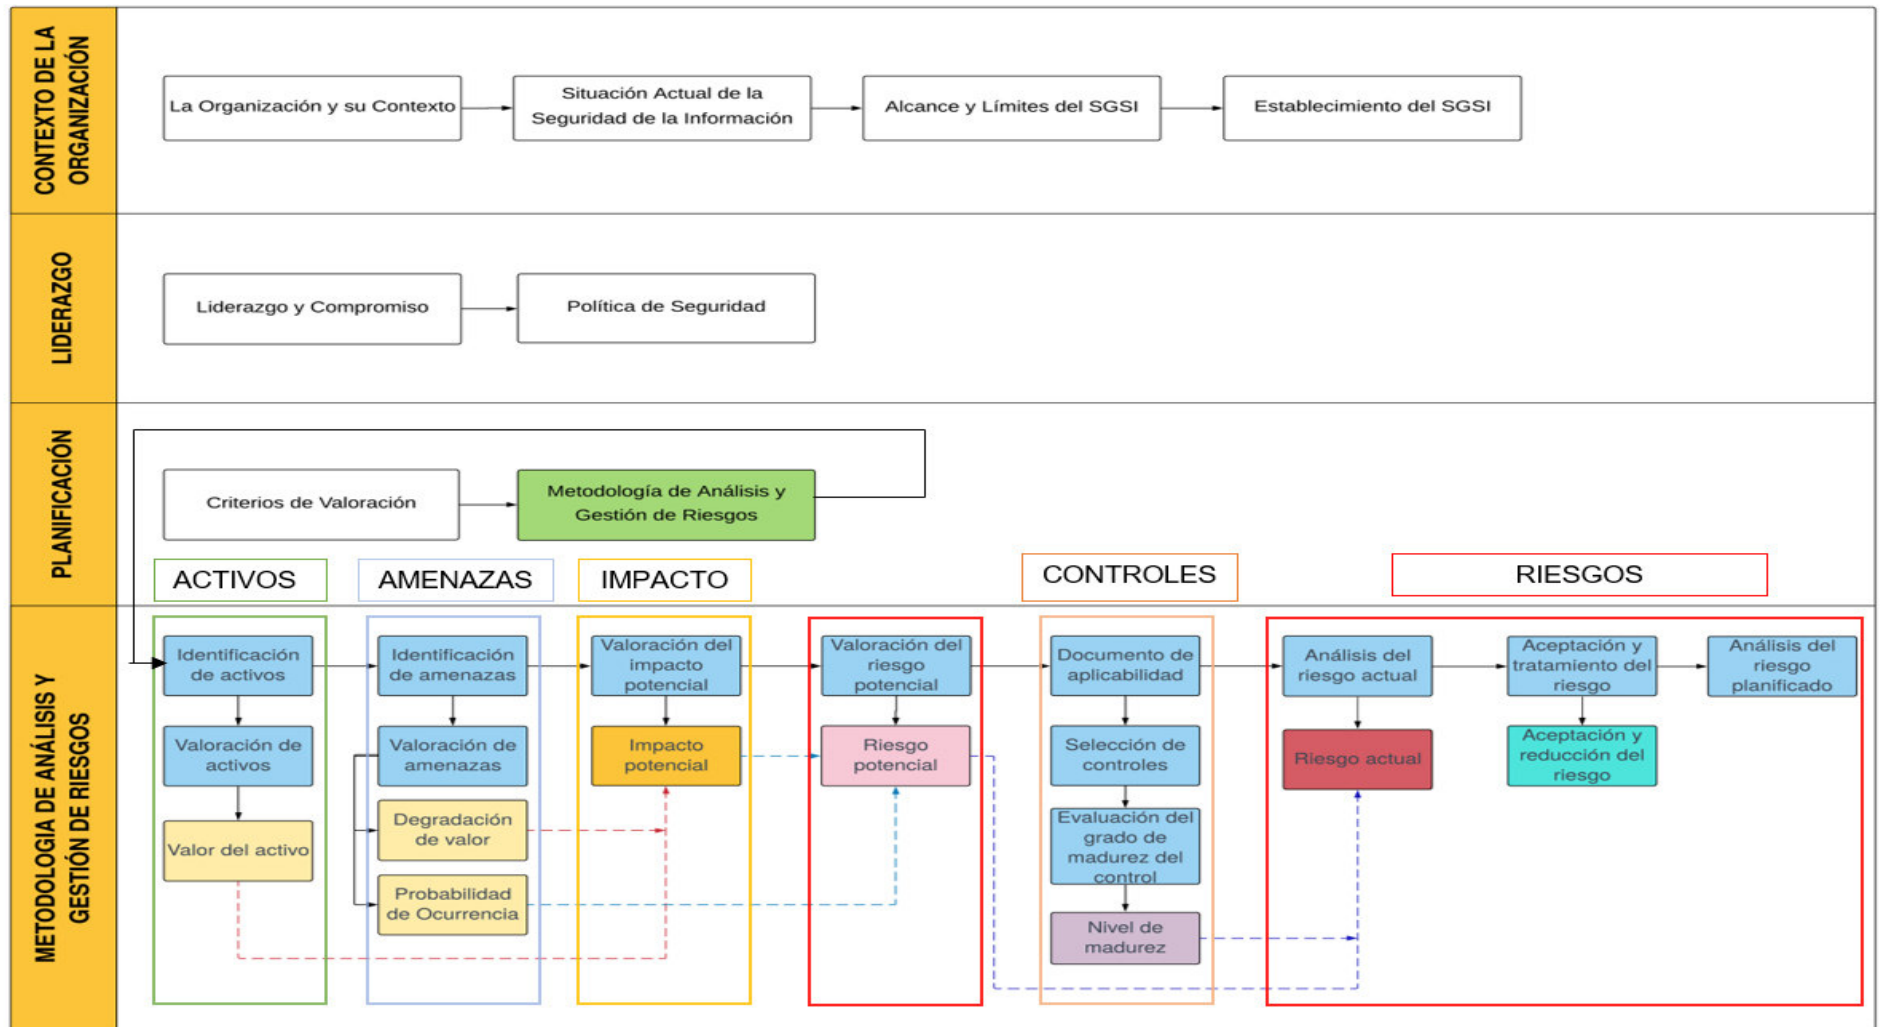 CONTEXTO DE LA
ORGANIZACIÓN
La Organización y su Contexto
Situación Actual de la
Seguridad de la Información
Alcance y Límites del SGSI
Establecimiento del SGSI
LIDERAZGO
Liderazgo y Compromiso
Política de Seguridad
PLANIFICACIÓN
Criterios de Valoración
Metodología de Análisis y
Gestión de Riesgos
ACTIVOS
AMENAZAS
IMPACTO
CONTROLES
RIESGOS
METODOLOGIA DE ANÁLISIS Y
GESTIÓN DE RIESGOS
Identificación
de activos
Valoración de
activos
Valor del activo
Identificación
de amenazas
Valoración de
amenazas
Degradación
de valor
Probabilidad
de Ocurrencia
Valoración del
impacto
potencial
Impacto
potencial
Valoración del
riesgo
potencial
Riesgo
potencial
Documento de
aplicabilidad
Selección de
controles
Evaluación del
grado de
madurez del
control
Nivel de
madurez
Análisis del
riesgo actual
Riesgo actual
Aceptación y
tratamiento del
riesgo
Aceptación y
reducción del
riesgo
Análisis del
riesgo
planificado